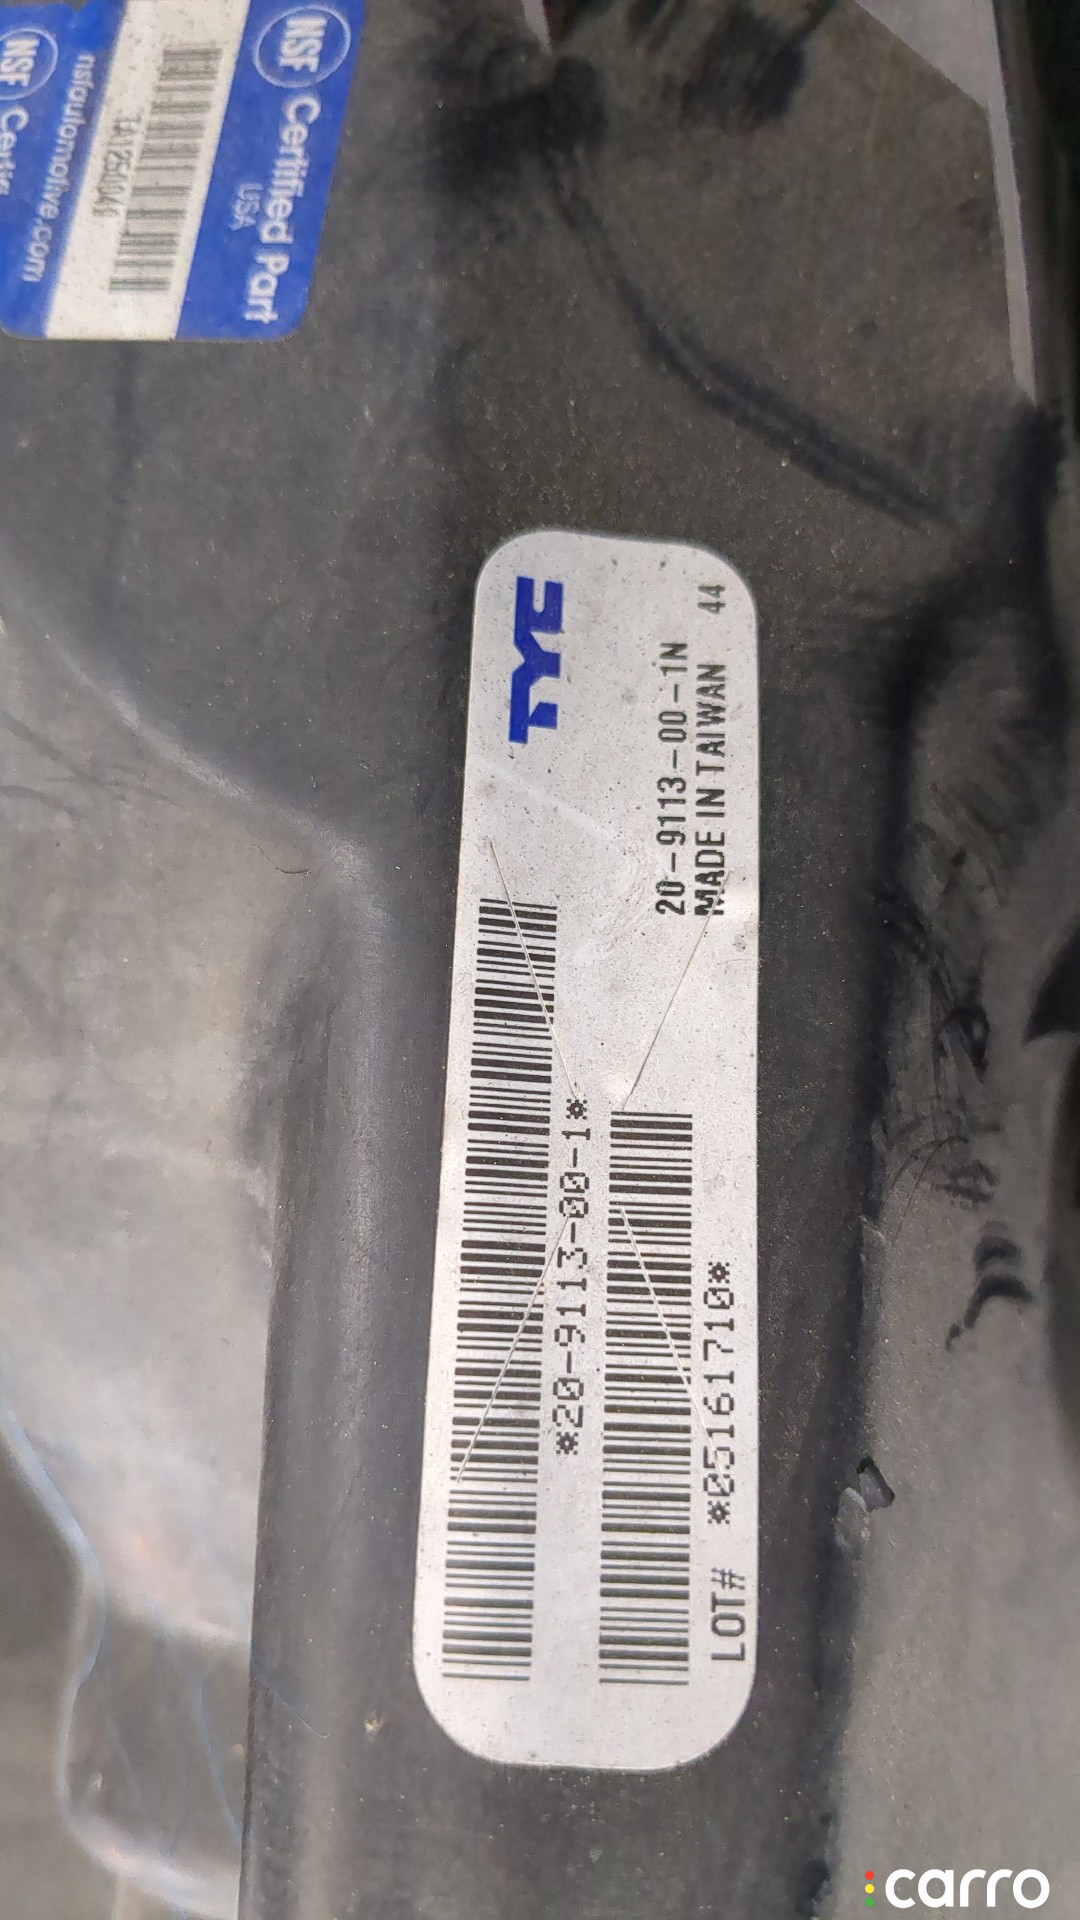 NSF Certified Part
USA
NSF
nsfautomotive.com
TYC
20-9113-00-1N
MADE IN TAIWAN 44
*20-9113-00-1*
LOT# *05161710*
carro